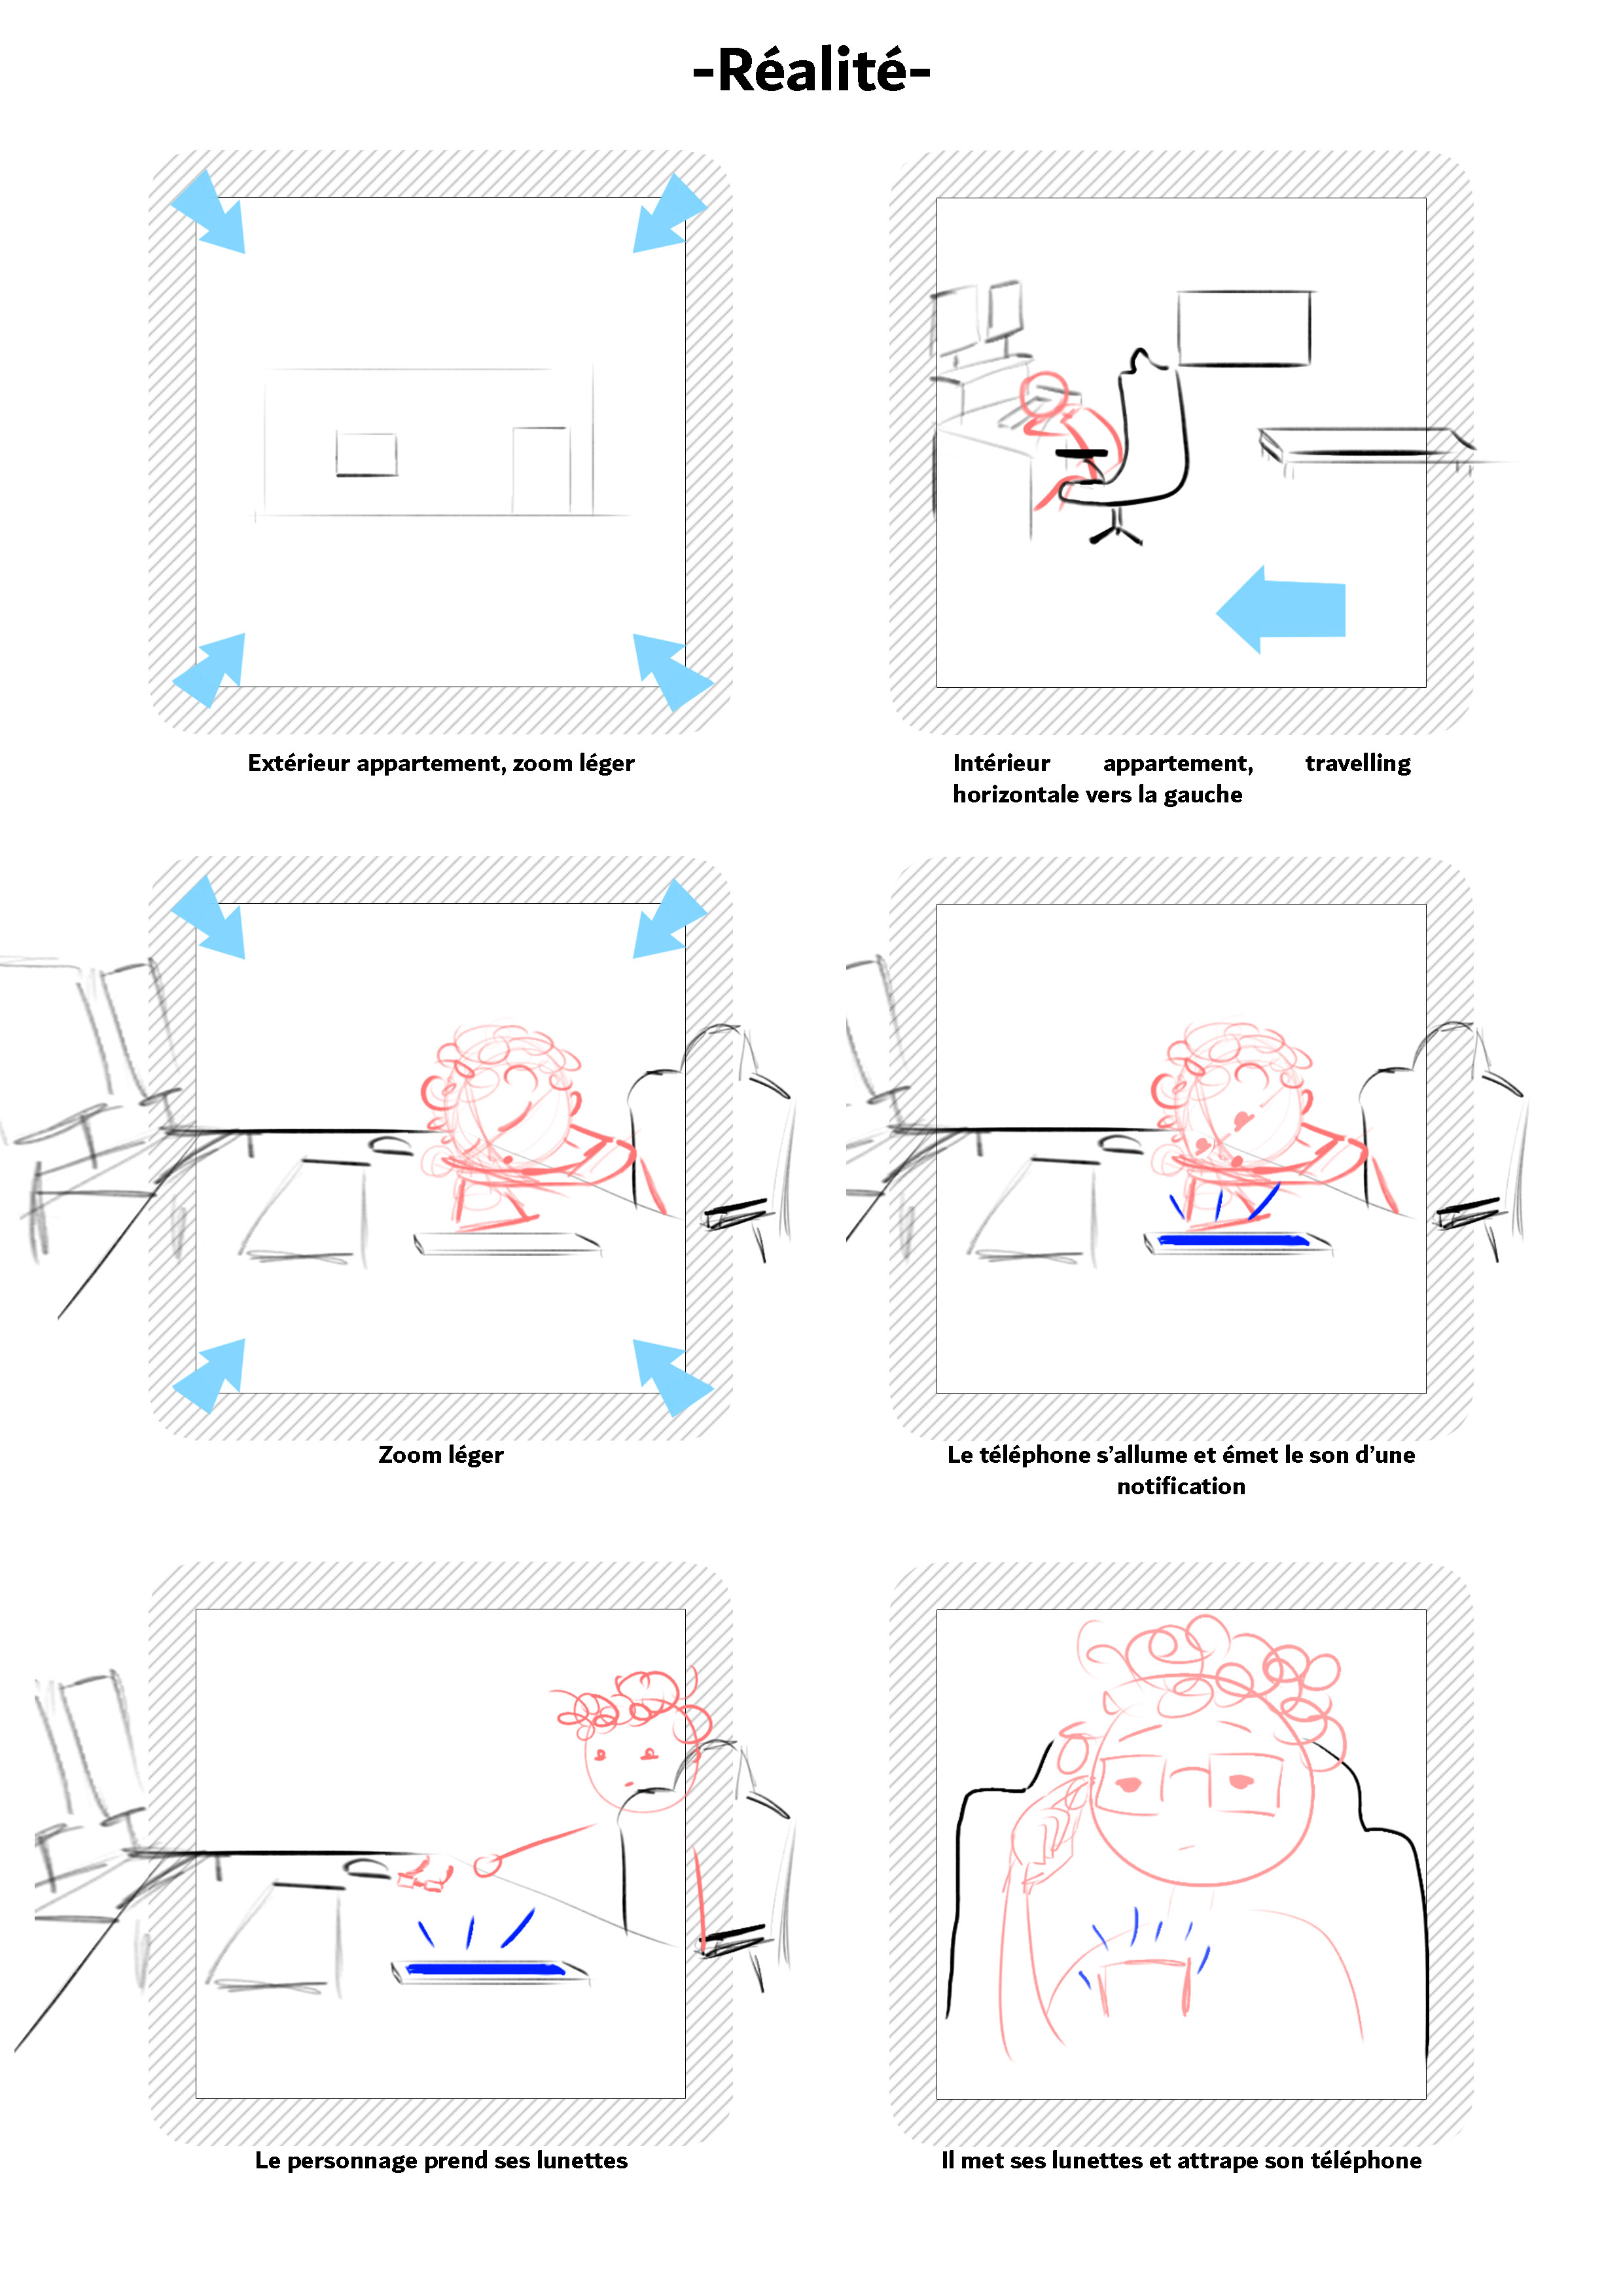 -Réalité-
Extérieur appartement, zoom léger
Intérieur appartement, travelling
horizontale vers la gauche
Zoom léger
Le téléphone s'allume et émet le son d'une
notification
Le personnage prend ses lunettes
Il met ses lunettes et attrape son téléphone